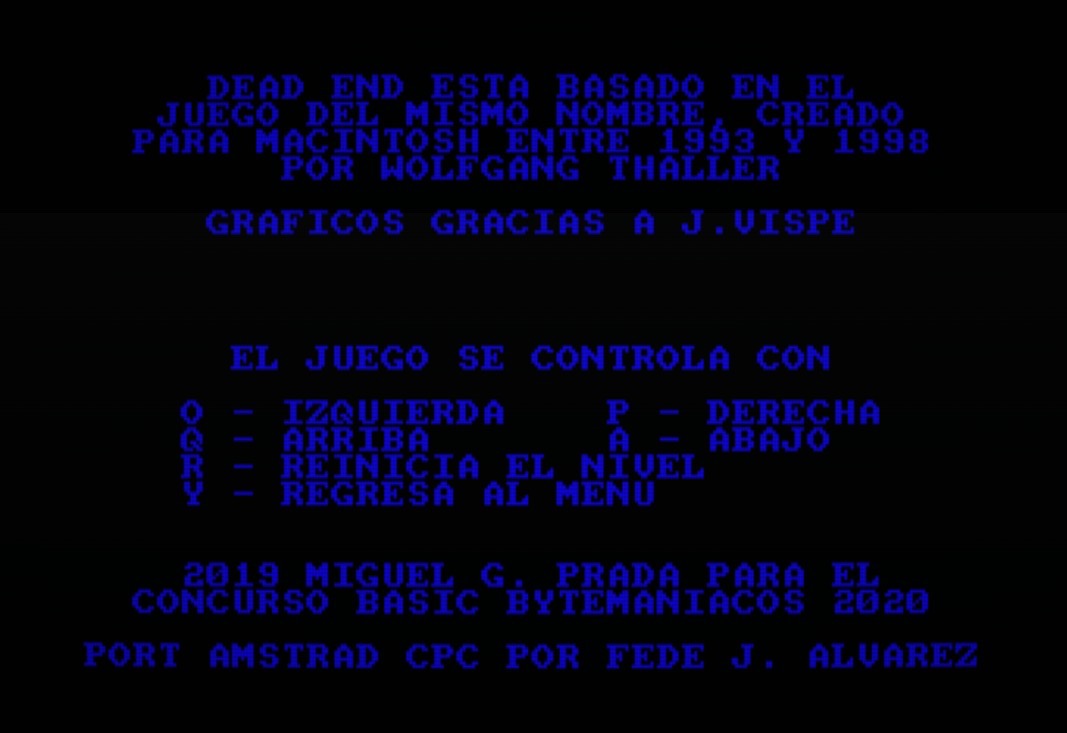 DEAD END ESTA BASADO EN EL
JUEGO DEL MISMO NOMBRE, CREADO
PARA MACINTOSH ENTRE 1993 Y 1998
POR WOLFGANG THALLER
GRAFICOS GRACIAS A J.VISPE
EL JUEGO SE CONTROLA CON
O - IZQUIERDA P - DERECHA
Q - ARRIBA A - ABAJO
R - REINICIA EL NIVEL
Y - REGRESA AL MENU
2019 MIGUEL G. PRADA PARA EL
CONCURSO BASIC BYTEMANIACOS 2020
PORT AMSTRAD CPC POR FEDE J. ALVAREZ